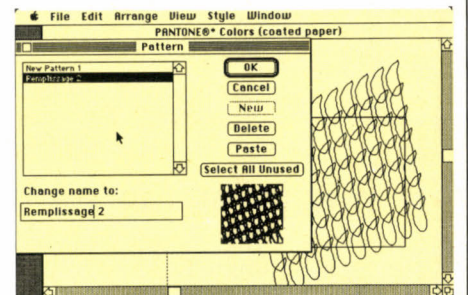 File Edit Arrange View Style Window
PANTONE®* Colors (coated paper)
Pattern
New Pattern 1
Remplissage 2
OK
Cancel
New
Delete
Paste
Select All Unused
Change name to:
Remplissage 2